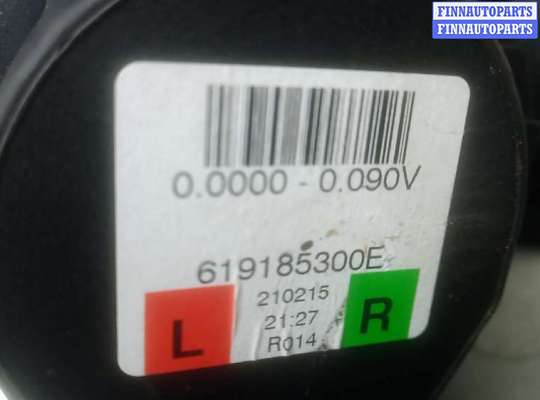 FINNAUTOPARTS
FINNAUTOPARTS
0.0000 - 0.090V
619185300E
210215
21:27
R014
L
R